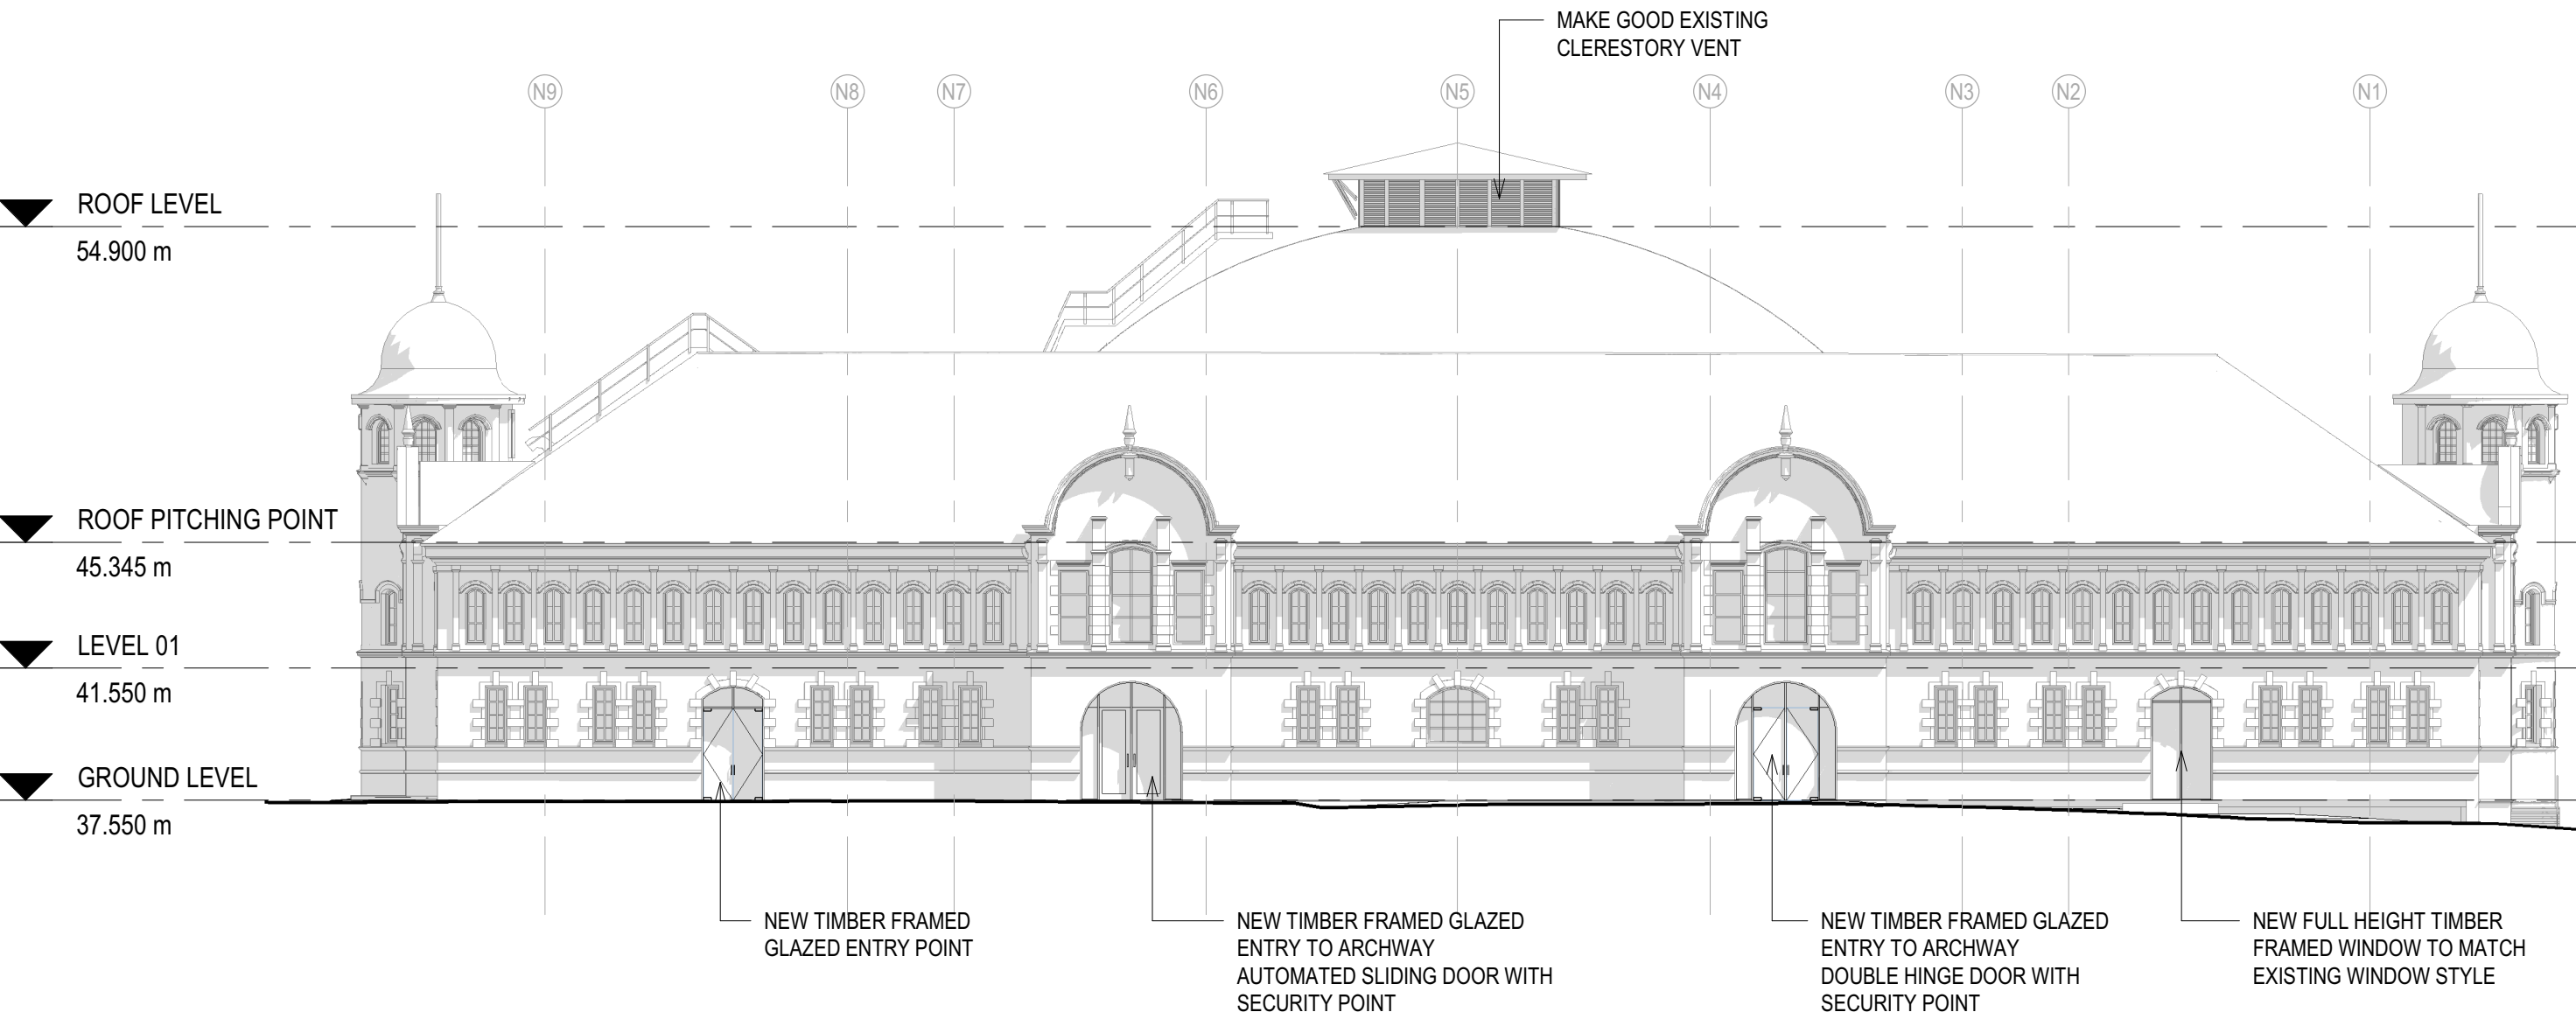 MAKE GOOD EXISTING
CLERESTORY VENT
N9 N8 N7 N6 N5 N4 N3 N2 N1
ROOF LEVEL
54.900 m
ROOF PITCHING POINT
45.345 m
LEVEL 01
41.550 m
GROUND LEVEL
37.550 m
NEW TIMBER FRAMED
GLAZED ENTRY POINT
NEW TIMBER FRAMED GLAZED
ENTRY TO ARCHWAY
AUTOMATED SLIDING DOOR WITH
SECURITY POINT
NEW TIMBER FRAMED GLAZED
ENTRY TO ARCHWAY
DOUBLE HINGE DOOR WITH
SECURITY POINT
NEW FULL HEIGHT TIMBER
FRAMED WINDOW TO MATCH
EXISTING WINDOW STYLE